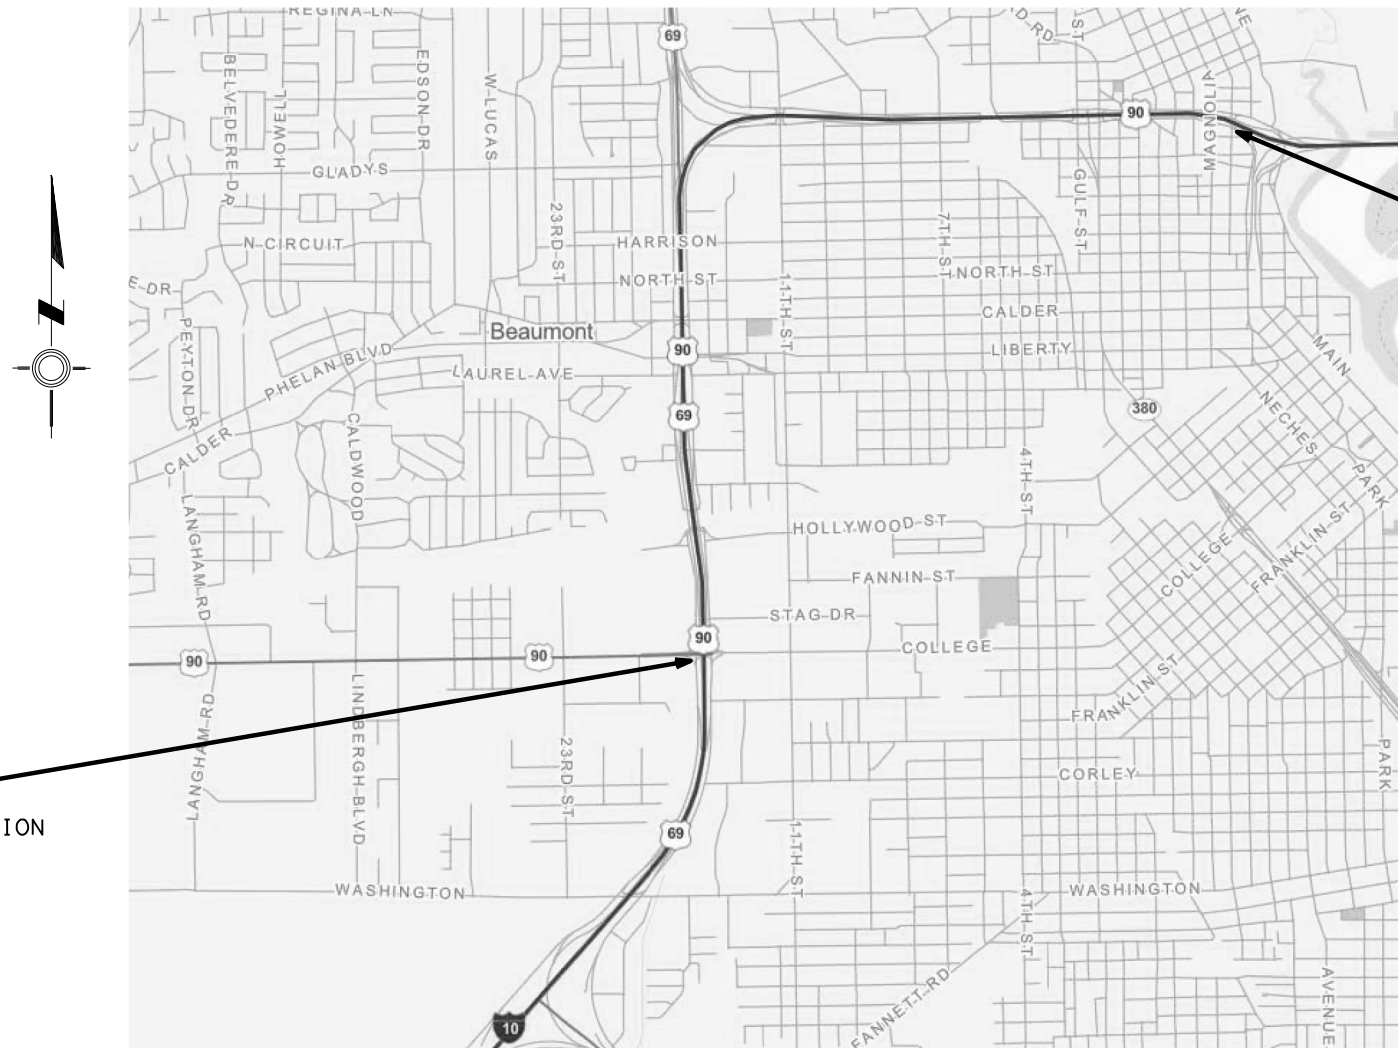 REGINA LN
BELVEDERE DR
HOWELL
EDSON DR
W LUCAS
69
D RD
ST
NE
90
MAGNOLIA
GLADYS
GULF ST
7TH ST
23RD ST
N CIRCUIT
HARRISON
NORTH ST
NORTH ST
11TH ST
E DR
PEYTON DR
Beaumont
CALDER
LIBERTY
90
MAIN
PHELAN BLVD
LAUREL AVE
69
380
NECHES
CALDER
CALDWOOD
4TH ST
PARK
LANGHAM RD
HOLLYWOOD ST
COLLEGE
FRANKLIN ST
FANNIN ST
STAG DR
90
90
90
COLLEGE
FRANKLIN ST
LANGHAM RD
LINDBERGH BLVD
23RD ST
CORLEY
PARK
ION
69
11TH ST
WASHINGTON
WASHINGTON
4TH ST
FANNETT RD
AVENUE
10